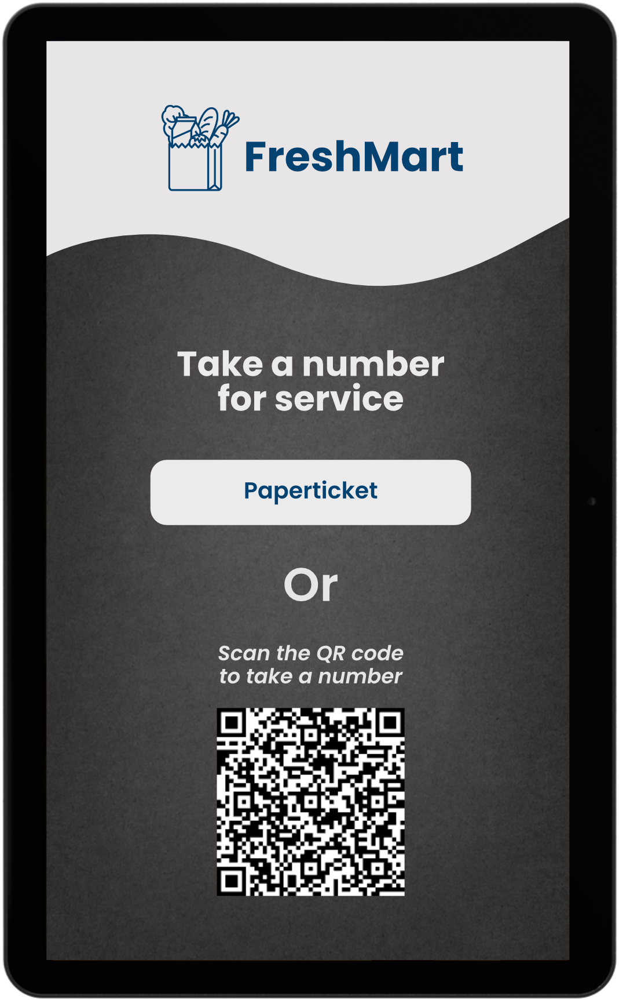 FreshMart
Take a number
for service
Paperticket
Or
Scan the QR code
to take a number